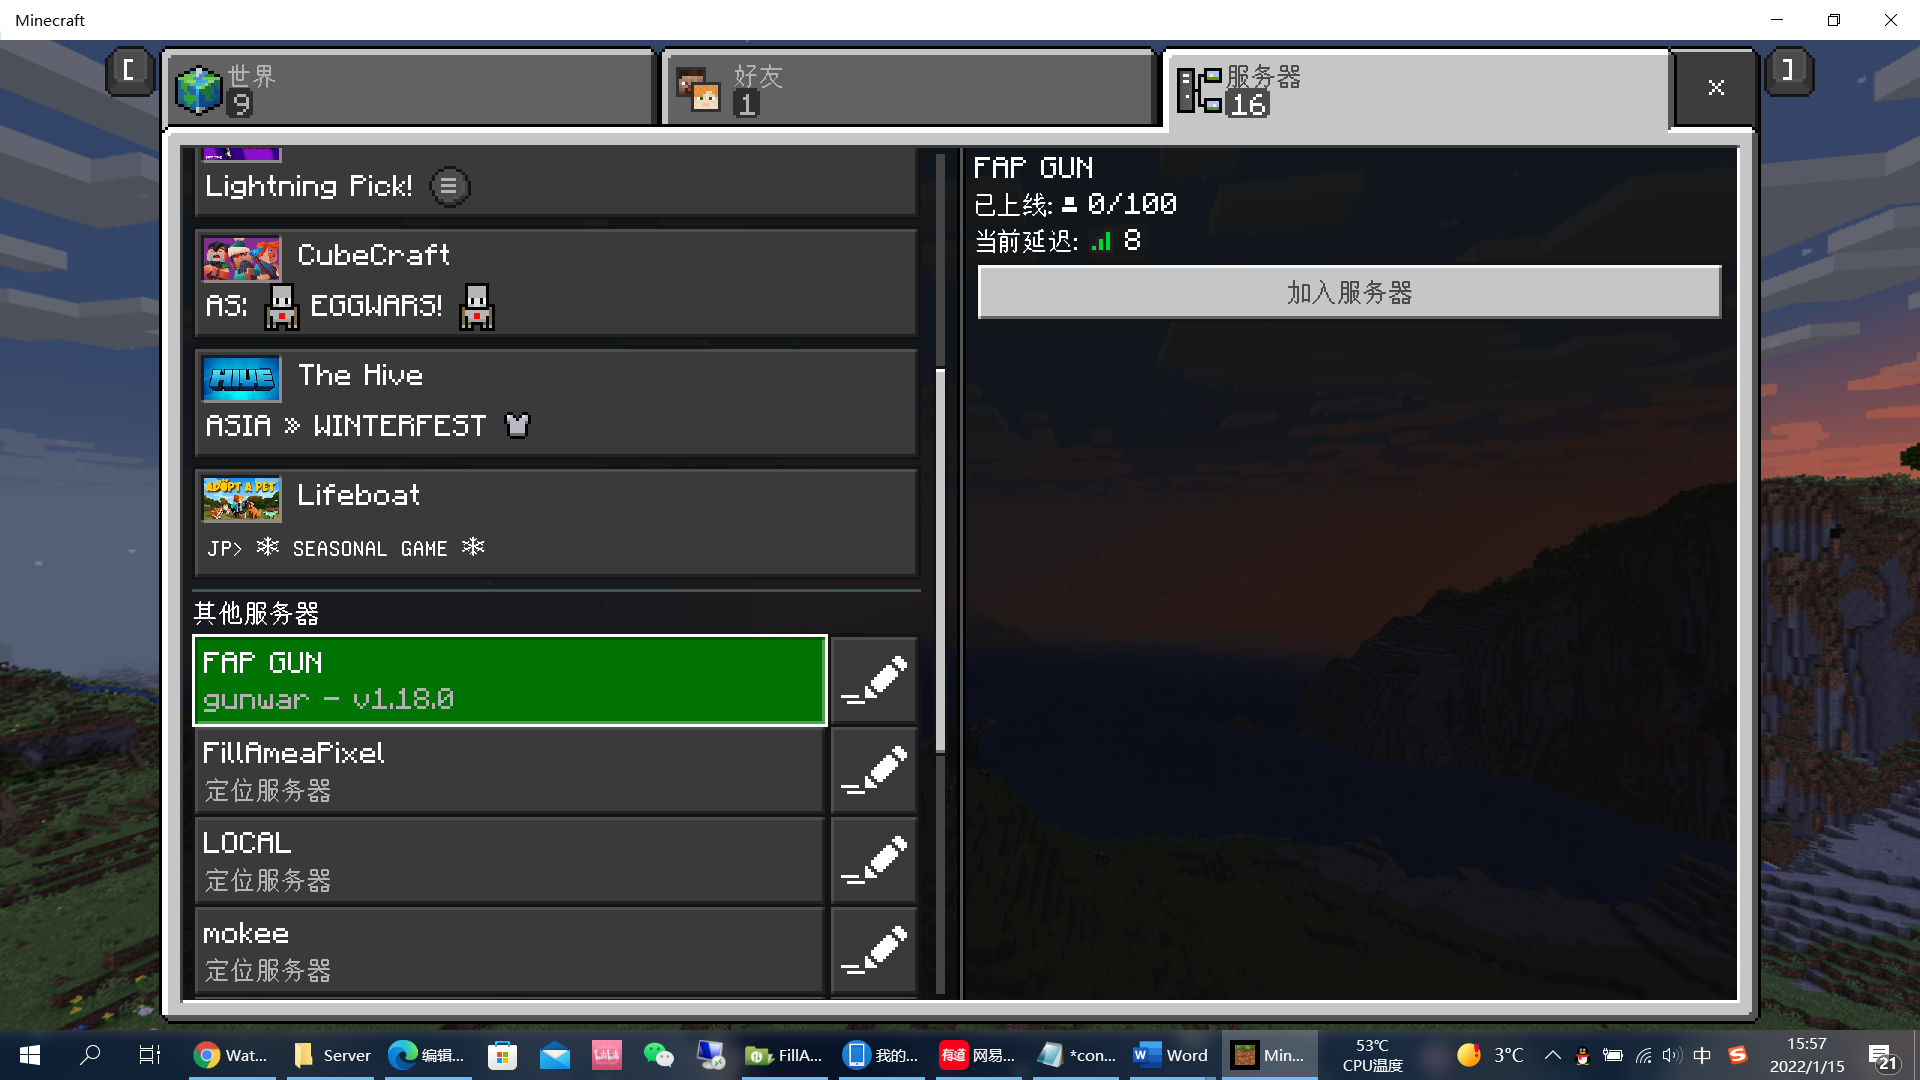 Minecraft
[
世界
9
好友
1
服务器
16
]
Lightning Pick!
CubeCraft
AS: EGGWARS!
HIVE
The Hive
ASIA » WINTERFEST
ADOPT A PET
Lifeboat
JP> ❄ SEASONAL GAME ❄
其他服务器
FAP GUN
gunwar - v1.18.0
FillAmeaPixel
定位服务器
LOCAL
定位服务器
mokee
定位服务器
FAP GUN
已上线: 0/100
当前延迟: 8
加入服务器
Wat...
Server
编辑...
FillA...
我的...
有道
网易...
*con...
Word
Min...
53℃
CPU温度
3°C
中
15:57
2022/1/15
21